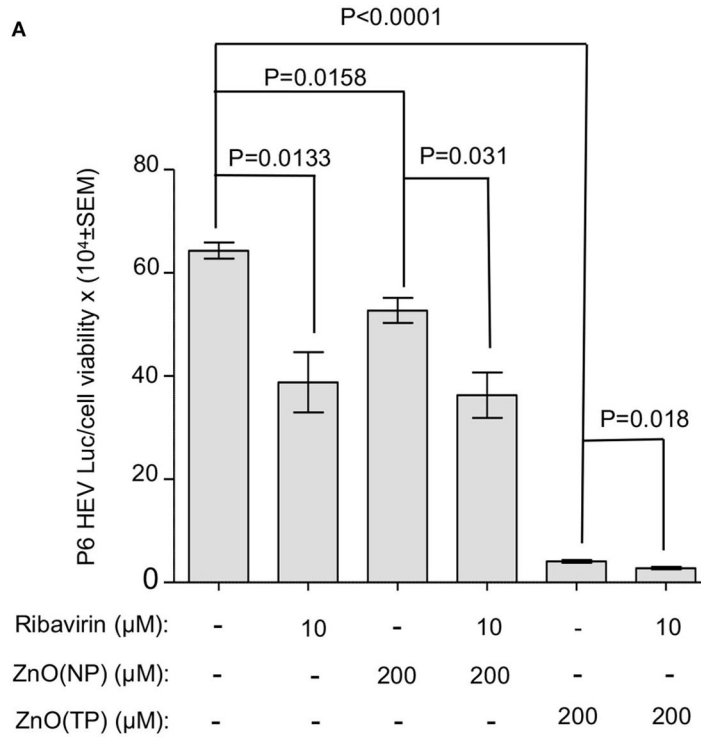 A
P<0.0001
P=0.0158
P=0.0133
P=0.031
P=0.018
P6 HEV Luc/cell viability x (10⁴±SEM)
80
60
40
20
0
Ribavirin (µM): - 10 - 10 - 10
ZnO(NP) (µM): - - 200 200 - -
ZnO(TP) (µM): - - - - 200 200